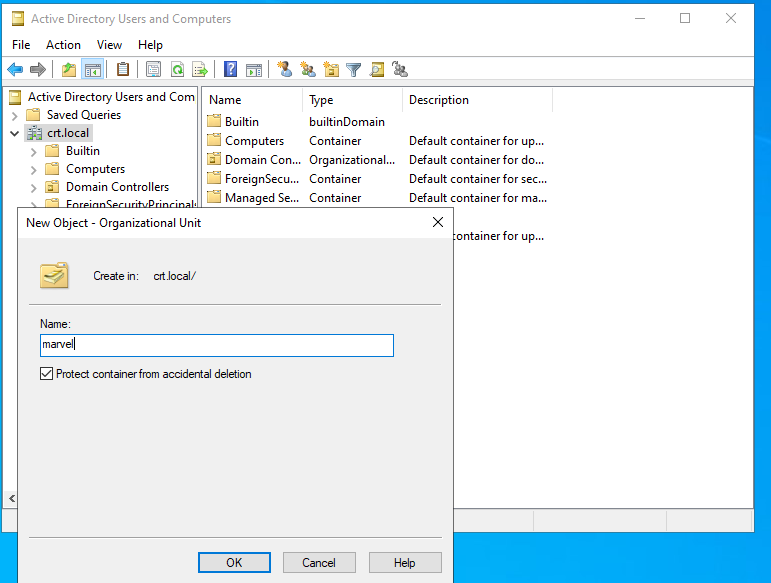 Active Directory Users and Computers
File Action View Help
Active Directory Users and Com
Saved Queries
crt.local
Builtin
Computers
Domain Controllers
ForeignSecurityPrincipals
Name Type Description
Builtin builtinDomain
Computers Container Default container for up...
Domain Con... Organizational... Default container for do...
ForeignSecu... Container Default container for sec...
Managed Se... Container Default container for ma...
container for up...
New Object - Organizational Unit
Create in: crt.local/
Name:
marvel
Protect container from accidental deletion
OK Cancel Help